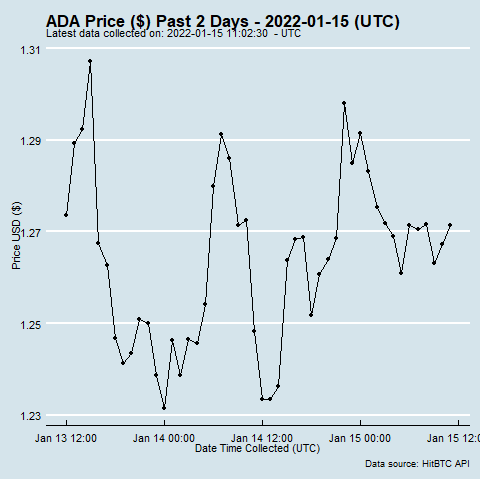 ADA Price ($) Past 2 Days - 2022-01-15 (UTC)
Latest data collected on: 2022-01-15 11:02:30 - UTC
1.31
1.29
1.27
1.25
1.23
Price USD ($)
Jan 13 12:00 Jan 14 00:00 Jan 14 12:00 Jan 15 00:00 Jan 15 12:00
Date Time Collected (UTC)
Data source: HitBTC API